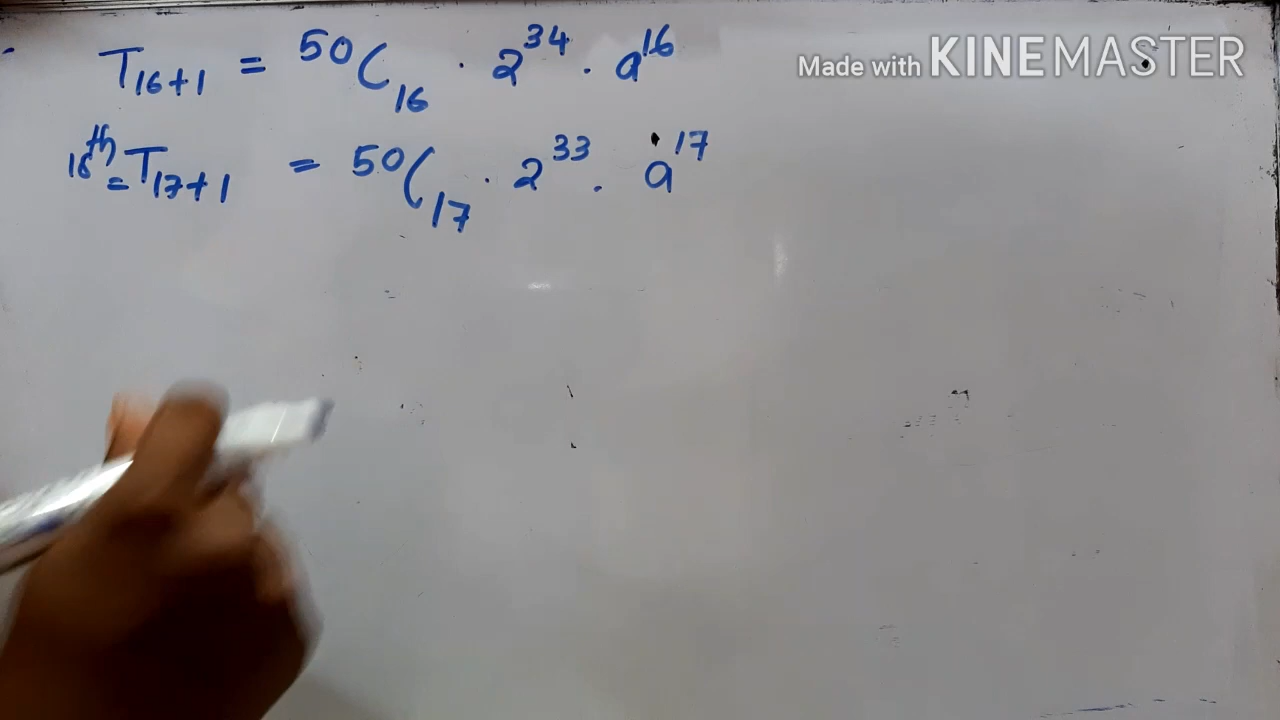 T₁₆₊₁ = ⁵⁰C₁₆ · 2³⁴ · a¹⁶
Made with KINEMASTER
18ᵗʰ = T₁₇₊₁ = ⁵⁰C₁₇ · 2³³ · a¹⁷